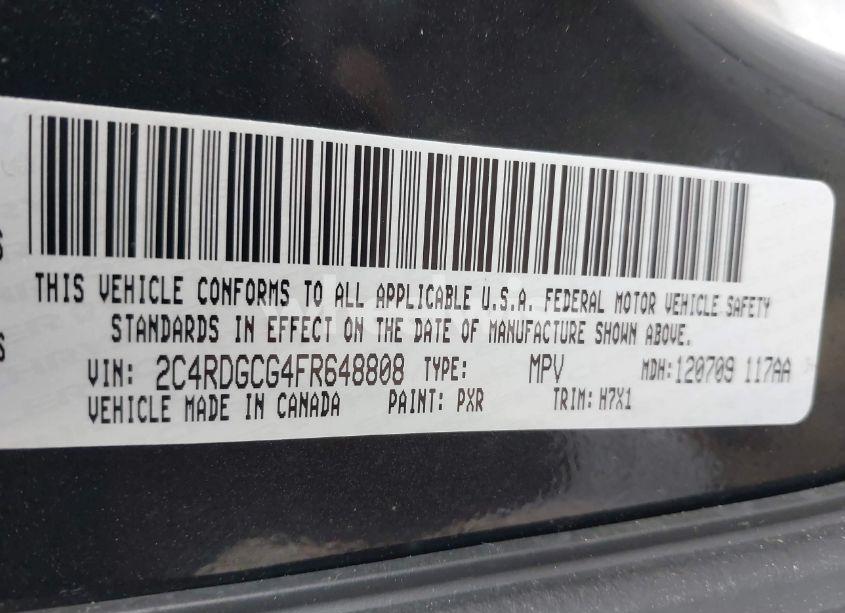 THIS VEHICLE CONFORMS TO ALL APPLICABLE U.S.A. FEDERAL MOTOR VEHICLE SAFETY
STANDARDS IN EFFECT ON THE DATE OF MANUFACTURE SHOWN ABOVE.
VIN: 2C4RDGCG4FR648808 TYPE: MPV MDH:120709 117AA
VEHICLE MADE IN CANADA PAINT: PXR TRIM: H7X1